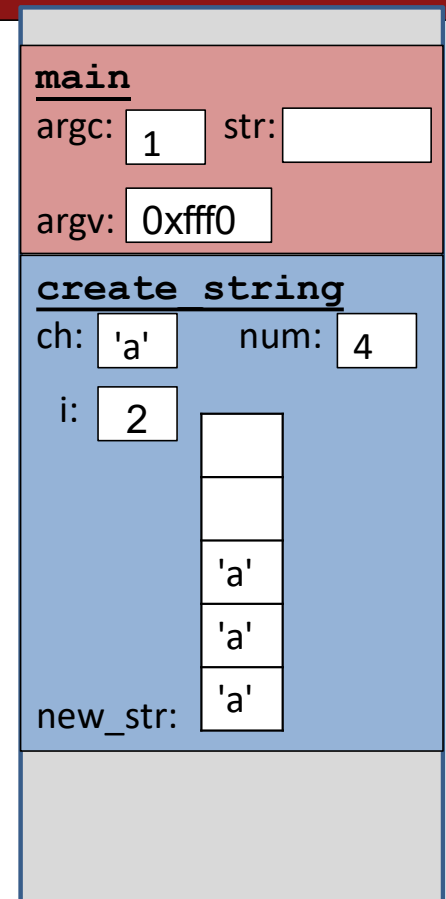 main
argc: 1 str:
argv: 0xfff0
create_string
ch: 'a' num: 4
i: 2
'a'
'a'
new_str: 'a'